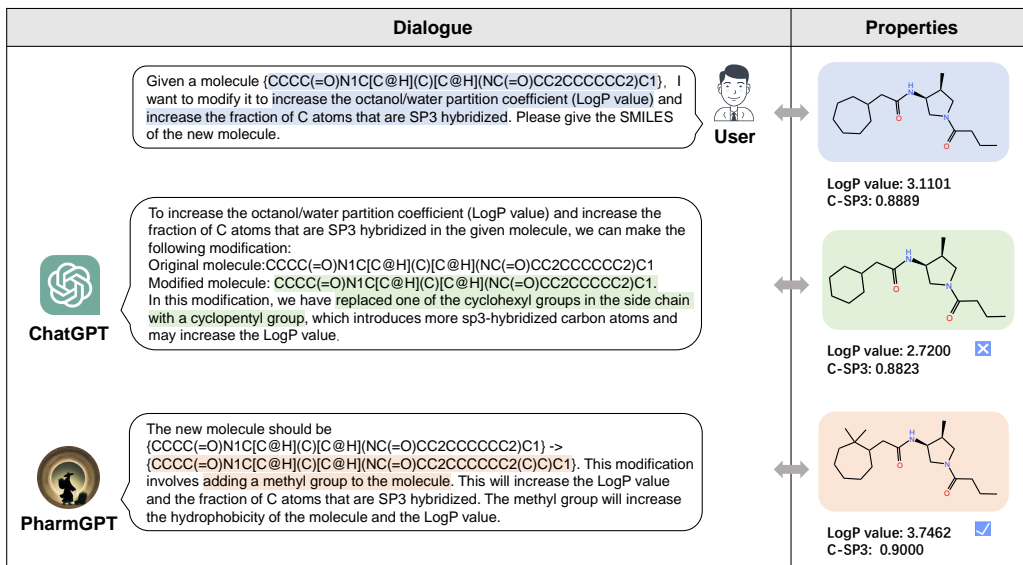 Dialogue
Properties
Given a molecule {CCCC(=O)N1C[C@H](C)[C@H](NC(=O)CC2CCCCCC2)C1}, I
want to modify it to increase the octanol/water partition coefficient (LogP value) and
increase the fraction of C atoms that are SP3 hybridized. Please give the SMILES
of the new molecule.
User
H
N
O
N
O
LogP value: 3.1101
C-SP3: 0.8889
To increase the octanol/water partition coefficient (LogP value) and increase the
fraction of C atoms that are SP3 hybridized in the given molecule, we can make the
following modification:
Original molecule:CCCC(=O)N1C[C@H](C)[C@H](NC(=O)CC2CCCCCC2)C1
Modified molecule: CCCC(=O)N1C[C@H](C)[C@H](NC(=O)CC2CCCCC2)C1.
In this modification, we have replaced one of the cyclohexyl groups in the side chain
with a cyclopentyl group, which introduces more sp3-hybridized carbon atoms and
may increase the LogP value.
ChatGPT
H
N
O
N
O
LogP value: 2.7200
C-SP3: 0.8823
The new molecule should be
{CCCC(=O)N1C[C@H](C)[C@H](NC(=O)CC2CCCCCC2)C1} ->
{CCCC(=O)N1C[C@H](C)[C@H](NC(=O)CC2CCCCCC2(C)C)C1}. This modification
involves adding a methyl group to the molecule. This will increase the LogP value
and the fraction of C atoms that are SP3 hybridized. The methyl group will increase
the hydrophobicity of the molecule and the LogP value.
PharmGPT
H
N
O
N
O
LogP value: 3.7462
C-SP3: 0.9000